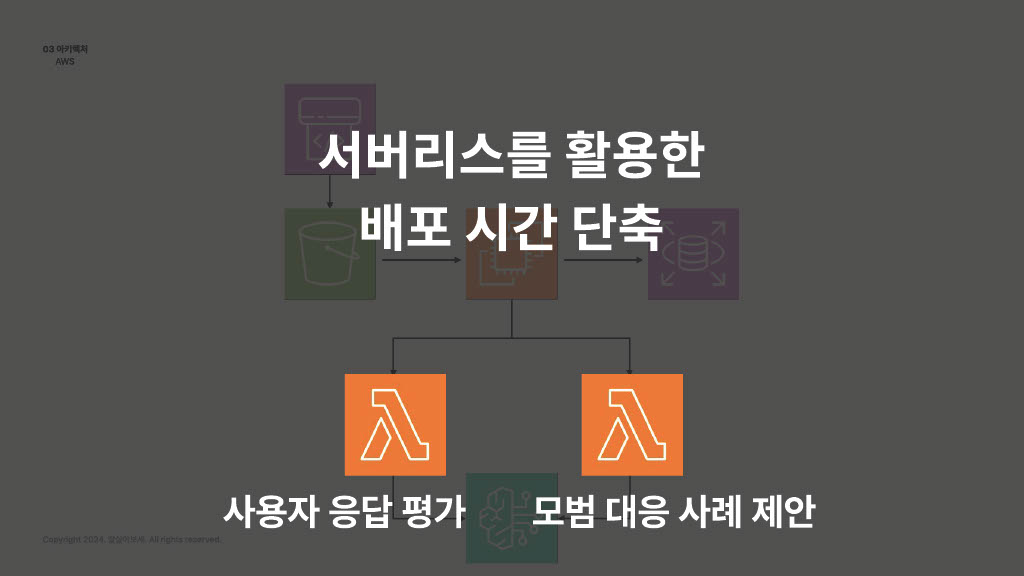 03 아키텍처
AWS
서버리스를 활용한
배포 시간 단축
사용자 응답 평가
모범 대응 사례 제안
Copyright 2024. All rights reserved.